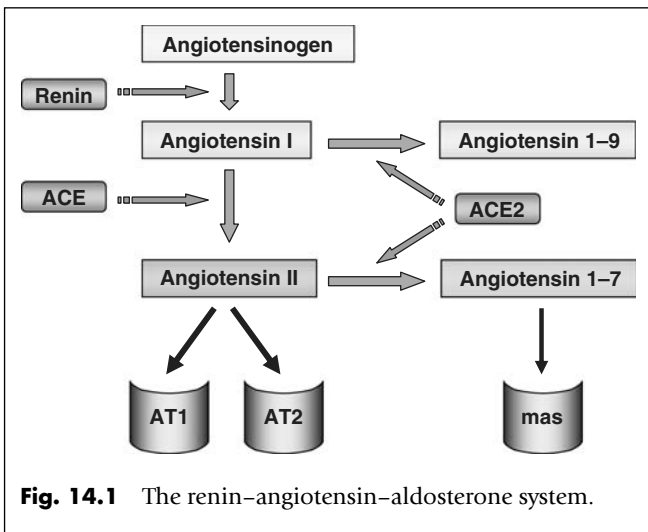 Angiotensinogen
Renin
Angiotensin I
Angiotensin 1–9
ACE
ACE2
Angiotensin II
Angiotensin 1–7
AT1
AT2
mas
Fig. 14.1 The renin–angiotensin–aldosterone system.